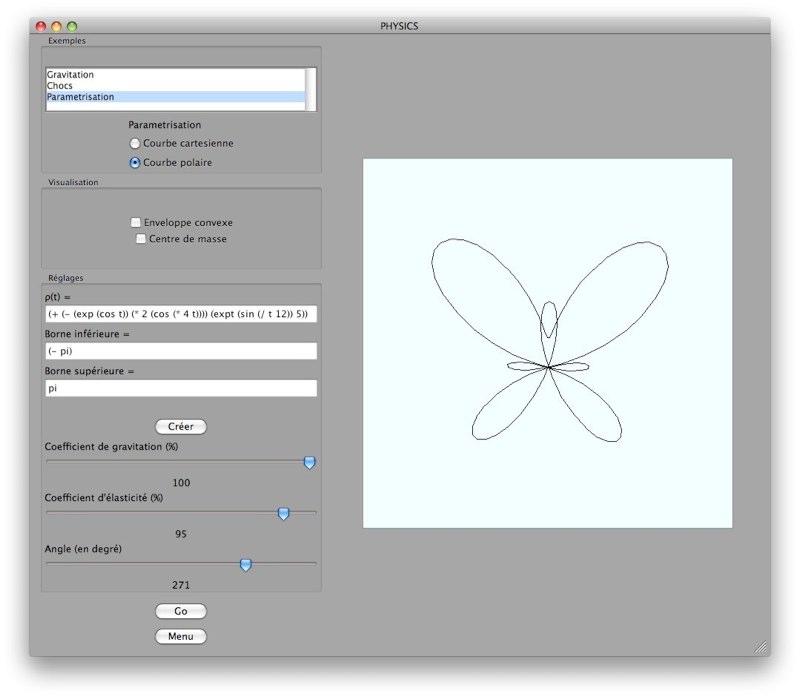 PHYSICS
Exemples
Gravitation
Chocs
Parametrisation
Parametrisation
Courbe cartesienne
Courbe polaire
Visualisation
Enveloppe convexe
Centre de masse
Réglages
ρ(t) =
(+ (- (exp (cos t)) (* 2 (cos (* 4 t)))) (expt (sin (/ t 12)) 5))
Borne inférieure =
(- pi)
Borne supérieure =
pi
Créer
Coefficient de gravitation (%)
100
Coefficient d'élasticité (%)
95
Angle (en degré)
271
Go
Menu